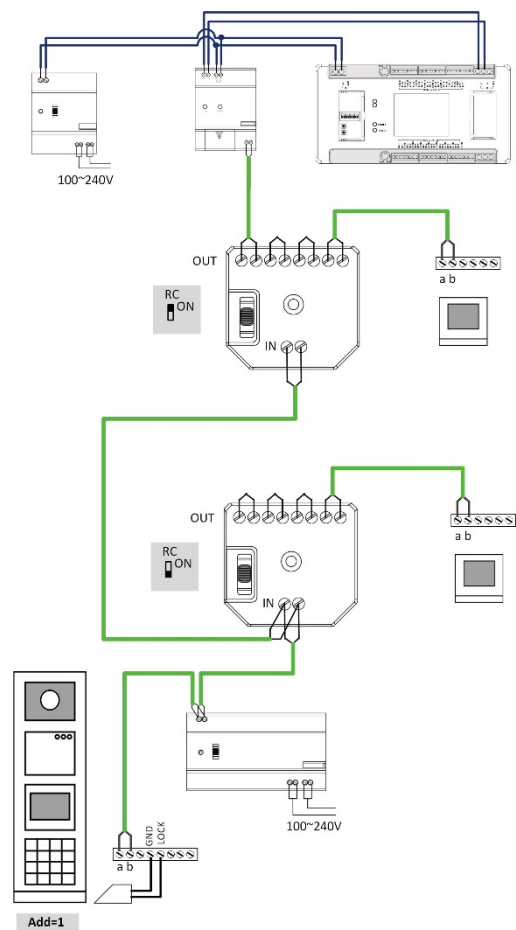 100~240V
OUT
a b
RC
ON
IN
OUT
a b
RC
ON
IN
100~240V
GND
LOCK
a b
Add=1